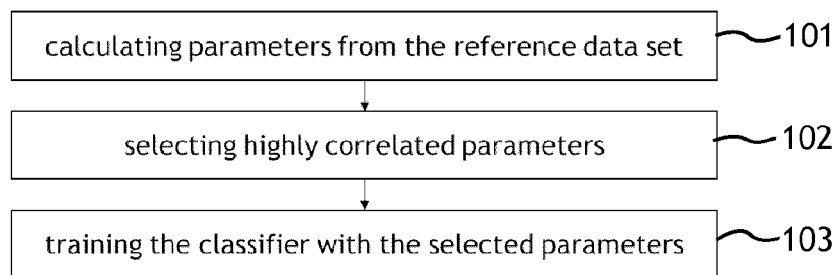 calculating parameters from the reference data set
101
selecting highly correlated parameters
102
training the classifier with the selected parameters
103